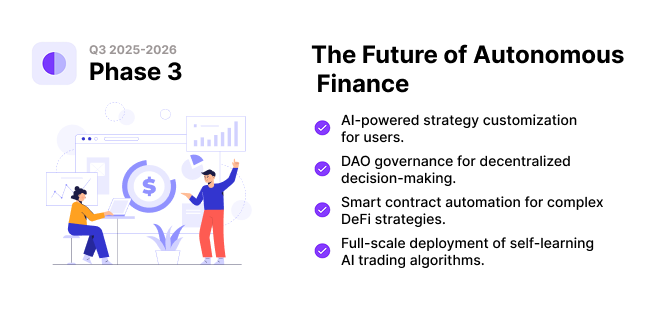 Q3 2025-2026
Phase 3
$
The Future of Autonomous
Finance
AI-powered strategy customization
for users.
DAO governance for decentralized
decision-making.
Smart contract automation for complex
DeFi strategies.
Full-scale deployment of self-learning
AI trading algorithms.